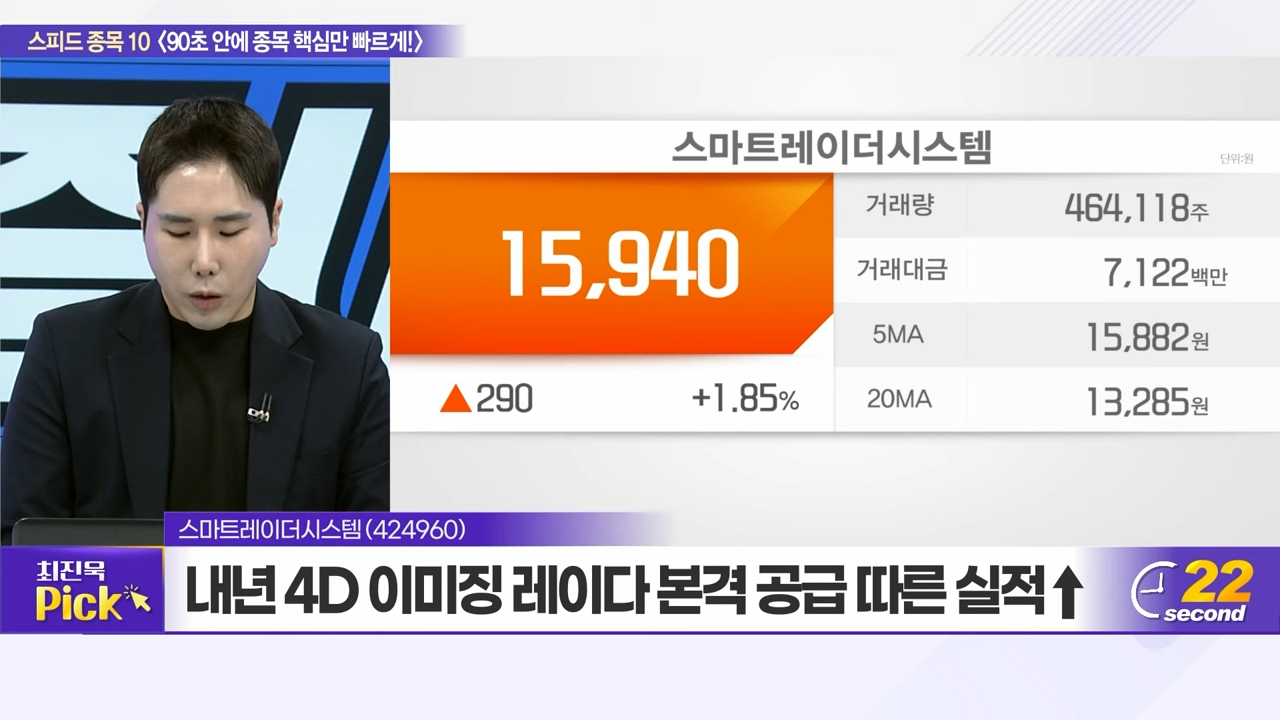 스피드 종목 10 <90초 안에 종목 핵심만 빠르게!>
스마트레이더시스템
단위:원
15,940
▲290 +1.85%
거래량 464,118주
거래대금 7,122백만
5MA 15,882원
20MA 13,285원
스마트레이더시스템(424960)
최진욱
Pick
내년 4D 이미징 레이다 본격 공급 따른 실적↑
22
second